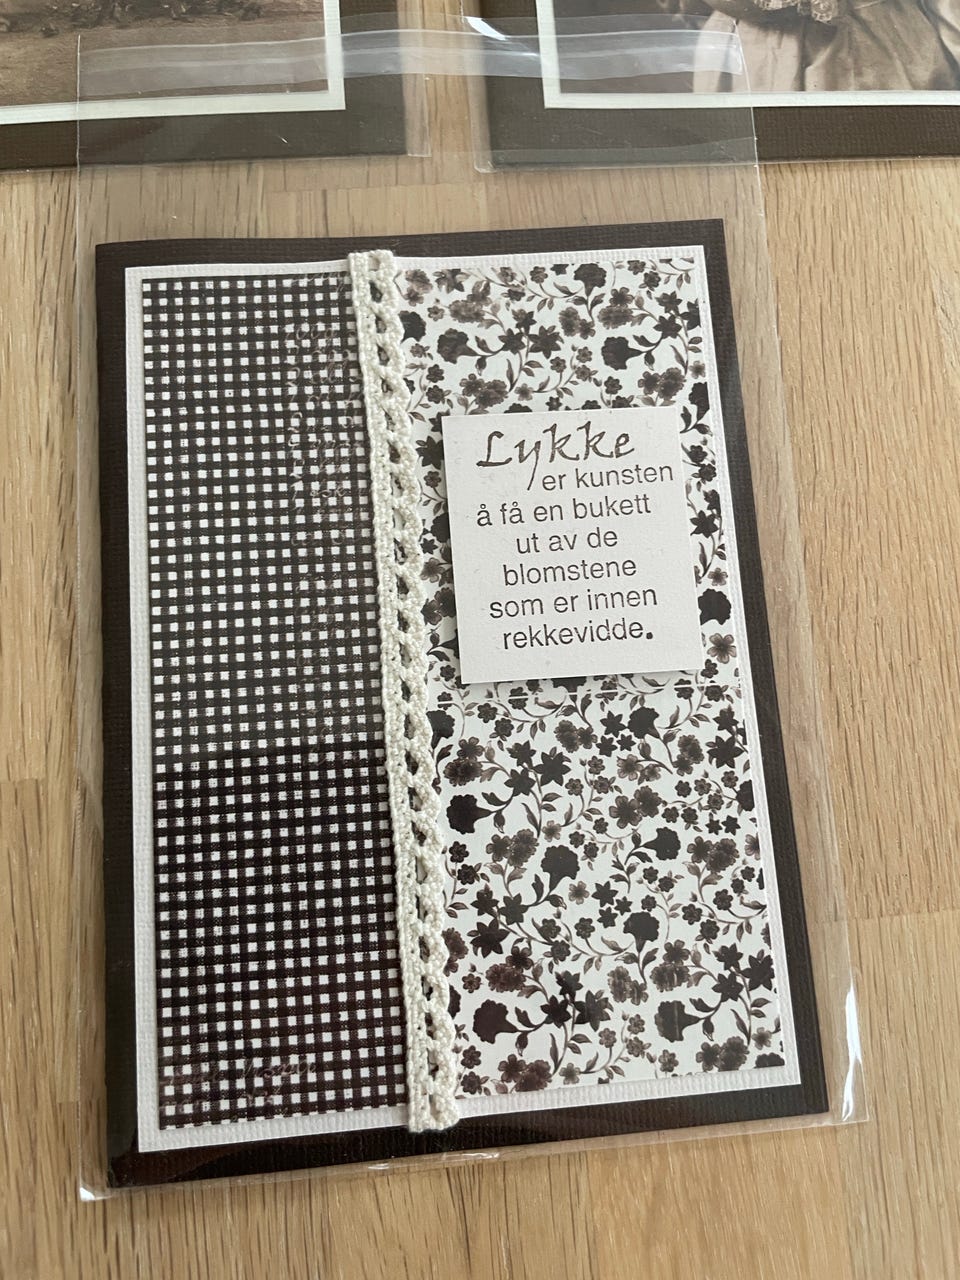 Lykke
er kunsten
å få en bukett
ut av de
blomstene
som er innen
rekkevidde.